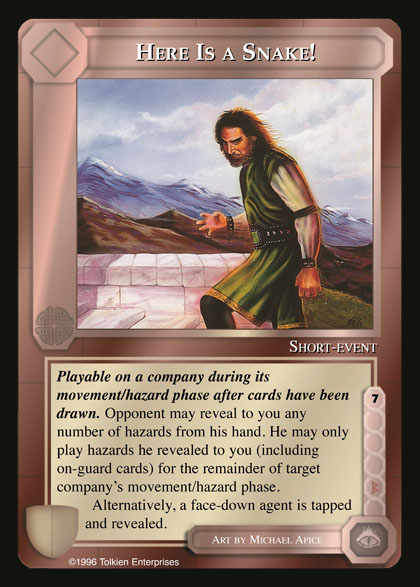 HERE IS A SNAKE!
SHORT-EVENT
Playable on a company during its
movement/hazard phase after cards have been
drawn. Opponent may reveal to you any
number of hazards from his hand. He may only
play hazards he revealed to you (including
on-guard cards) for the remainder of target
company's movement/hazard phase.
Alternatively, a face-down agent is tapped
and revealed.
7
ART BY MICHAEL APICE
©1996 Tolkien Enterprises